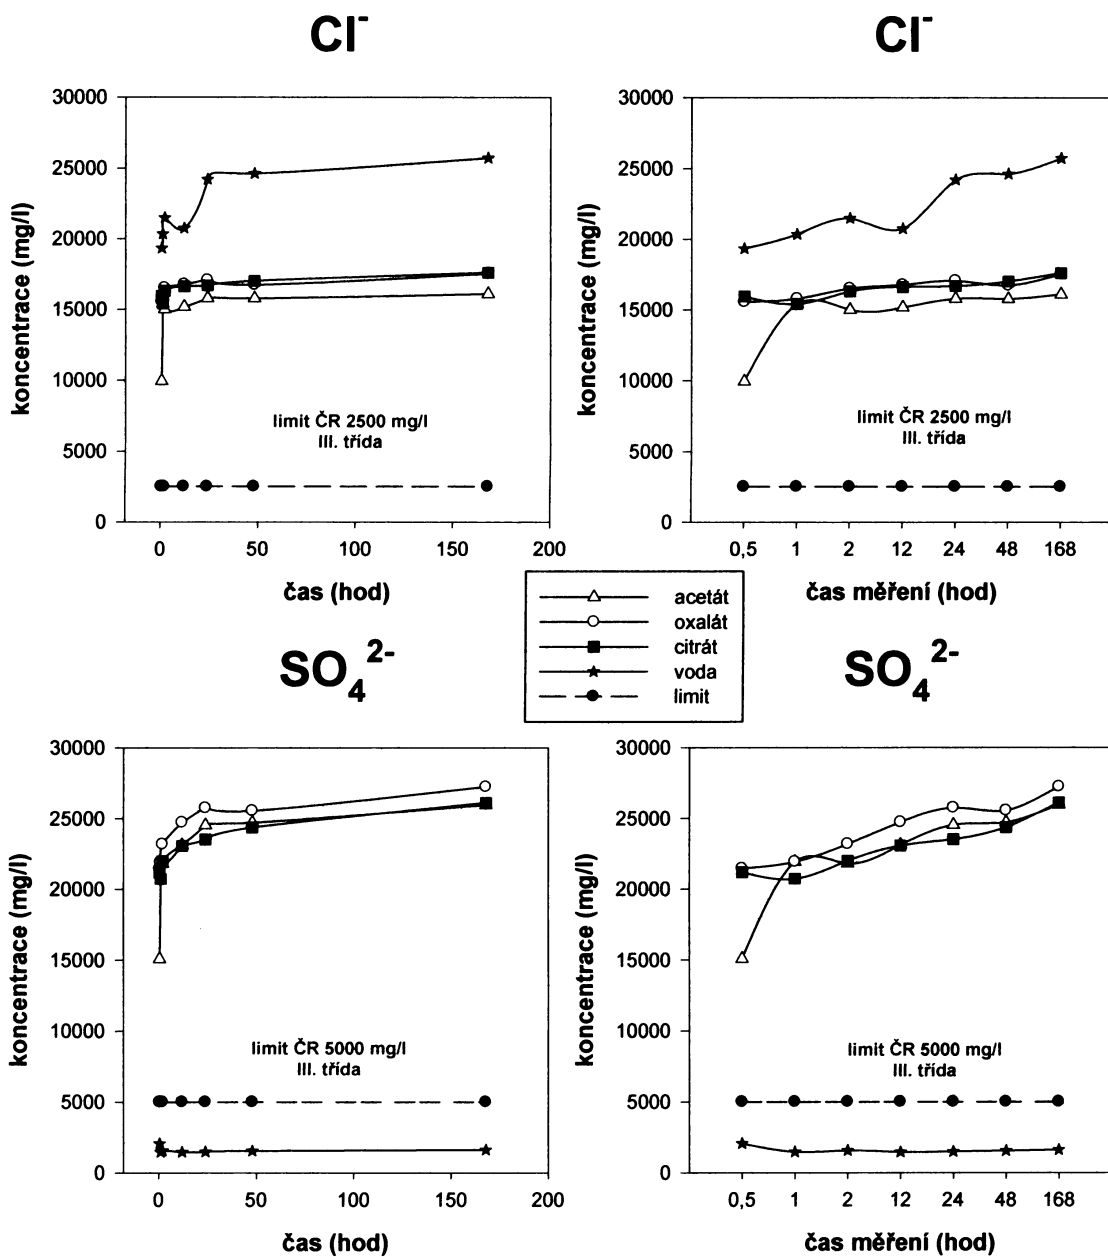 Cl-
Cl-
koncentrace (mg/l)
30000
25000
20000
15000
10000
5000
0
limit ČR 2500 mg/l
III. třída
0
50
100
150
200
čas (hod)
koncentrace (mg/l)
30000
25000
20000
15000
10000
5000
0
limit ČR 2500 mg/l
III. třída
0,5
1
2
12
24
48
168
čas měření (hod)
acetát
oxalát
citrát
voda
limit
SO4 2-
SO4 2-
koncentrace (mg/l)
30000
25000
20000
15000
10000
5000
0
limit ČR 5000 mg/l
III. třída
0
50
100
150
200
čas (hod)
koncentrace (mg/l)
30000
25000
20000
15000
10000
5000
0
limit ČR 5000 mg/l
III. třída
0,5
1
2
12
24
48
168
čas měření (hod)